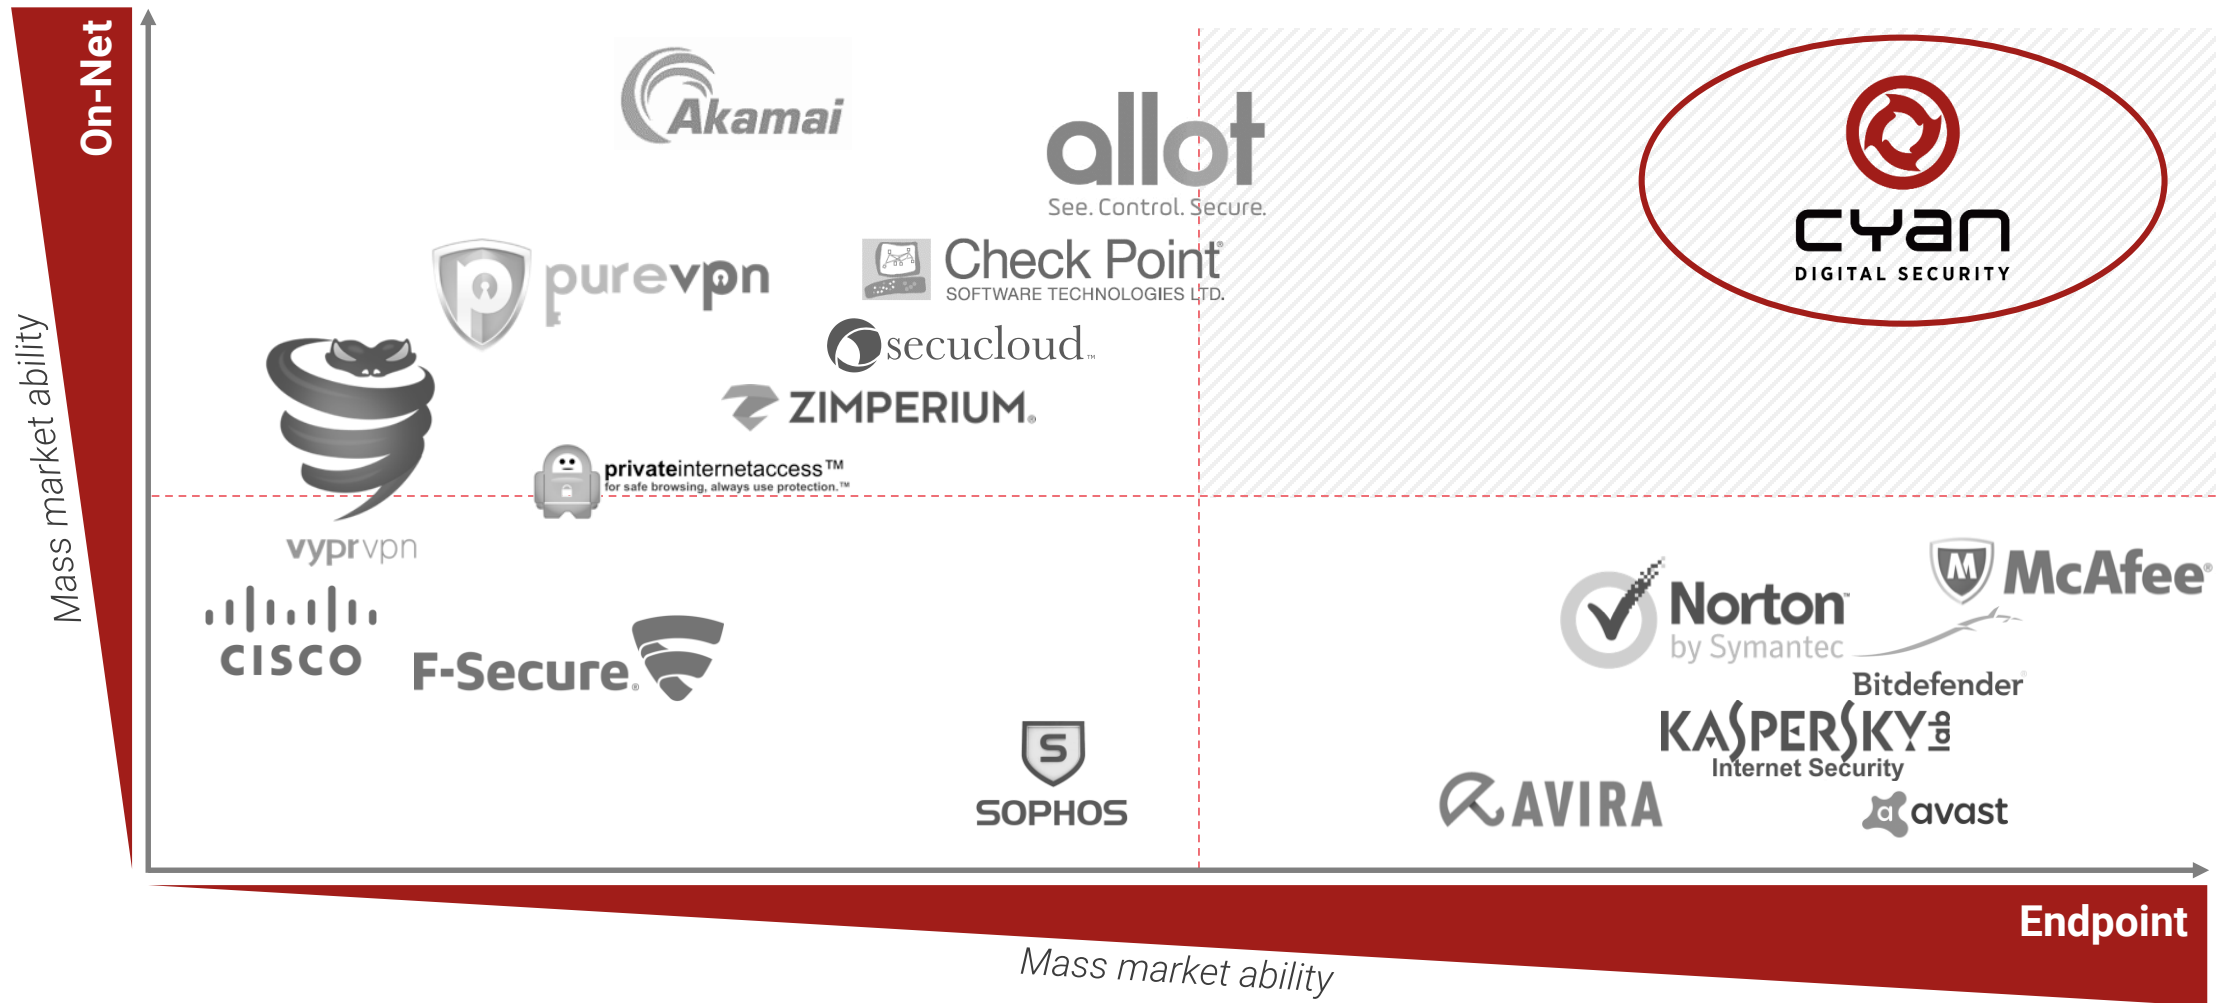 On-Net
Mass market ability
Akamai
allot
See. Control. Secure.
purevpn
Check Point®
SOFTWARE TECHNOLOGIES LTD.
secucloud™
ZIMPERIUM®
privateinternetaccess™
for safe browsing, always use protection.™
vyprvpn
CISCO
F-Secure®
S
SOPHOS
cyan
DIGITAL SECURITY
M McAfee®
Norton™
by Symantec
Bitdefender®
KASPERSKY lab
Internet Security
AVIRA
a avast
Endpoint
Mass market ability